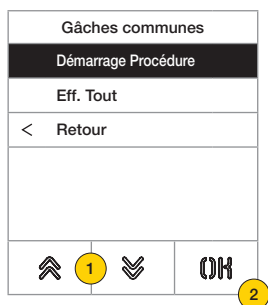 Gâches communes
Démarrage Procédure
Eff. Tout
< Retour
1
OK
2